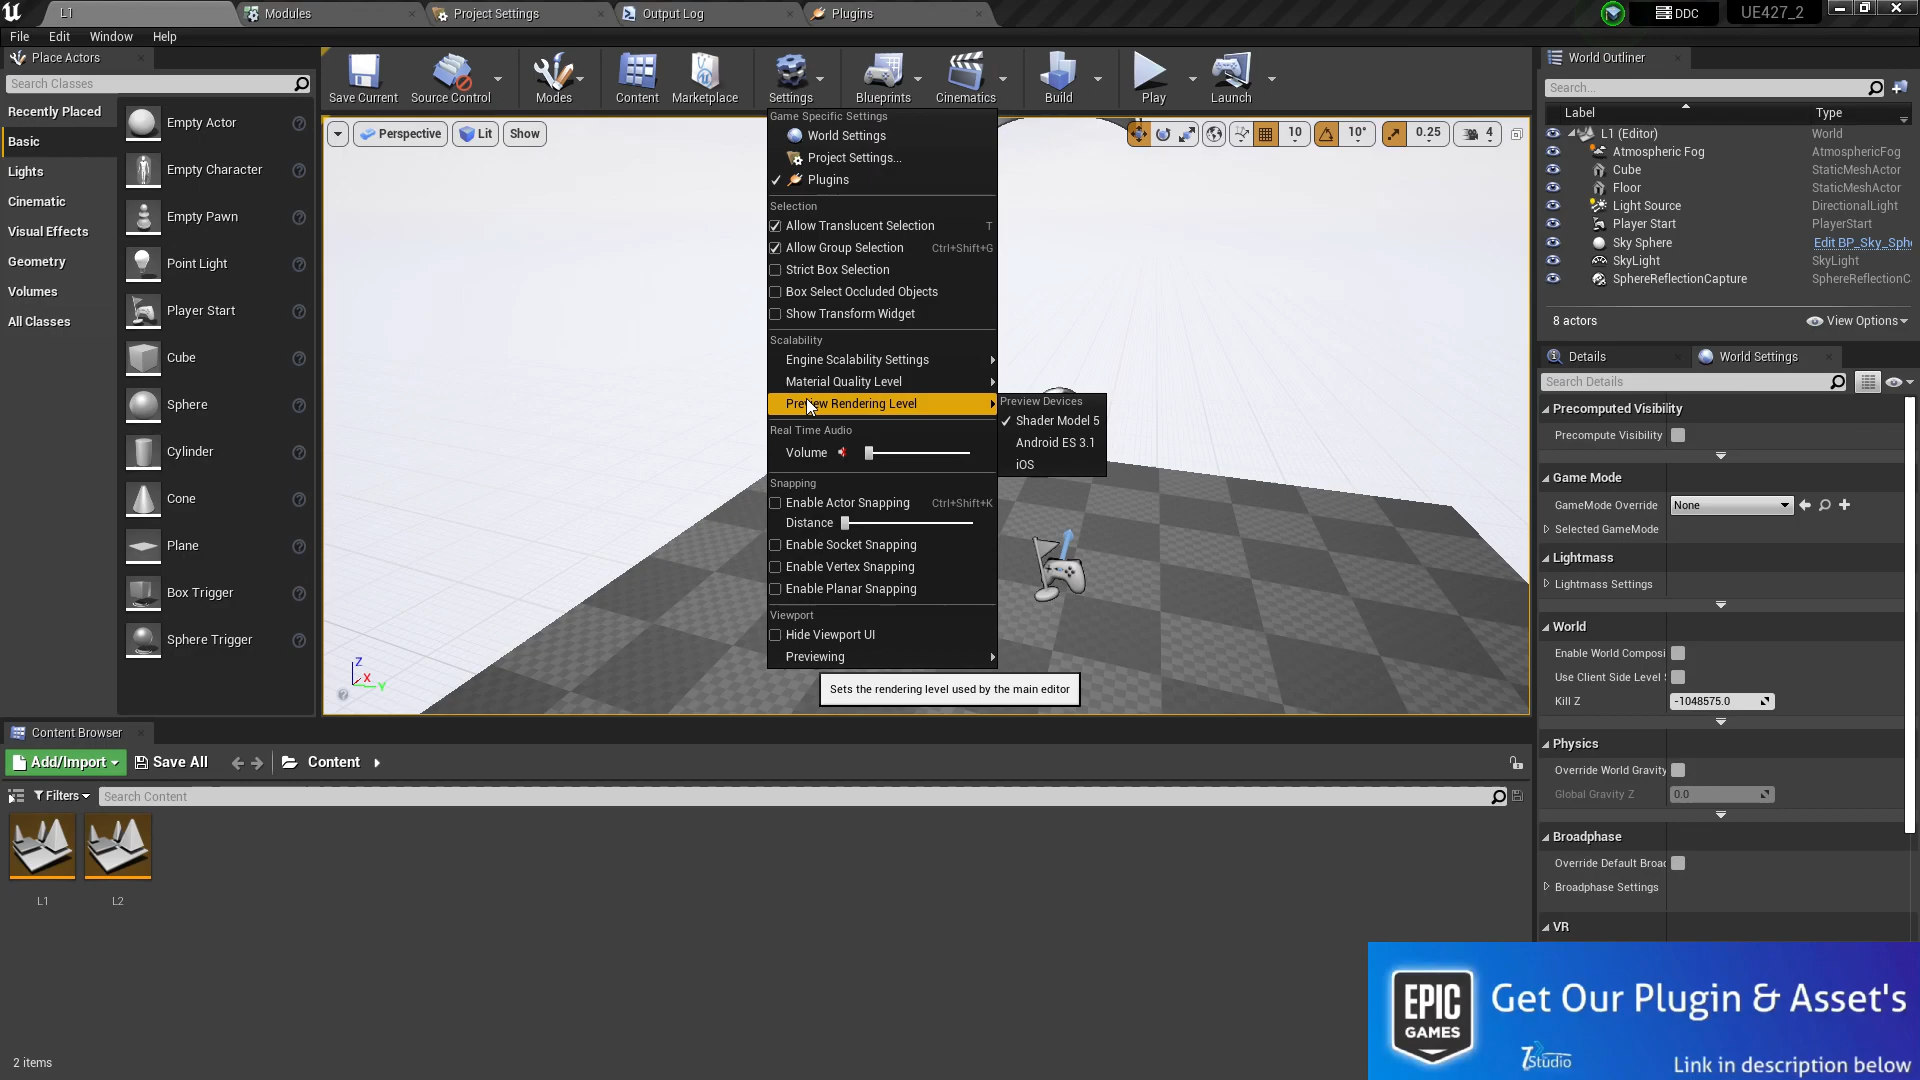 L1
Modules
Project Settings
Output Log
Plugins
DDC
UE427_2
File Edit Window Help
Place Actors
Search Classes
Recently Placed
Basic
Lights
Cinematic
Visual Effects
Geometry
Volumes
All Classes
Empty Actor
Empty Character
Empty Pawn
Point Light
Player Start
Cube
Sphere
Cylinder
Cone
Plane
Box Trigger
Sphere Trigger
Save Current
Source Control
Modes
Content
Marketplace
Settings
Blueprints
Cinematics
Build
Play
Launch
Perspective
Lit
Show
10
10°
0.25
4
Game Specific Settings
World Settings
Project Settings...
Plugins
Selection
Allow Translucent Selection T
Allow Group Selection Ctrl+Shift+G
Strict Box Selection
Box Select Occluded Objects
Show Transform Widget
Scalability
Engine Scalability Settings
Material Quality Level
Preview Rendering Level
Real Time Audio
Volume
Snapping
Enable Actor Snapping Ctrl+Shift+K
Distance
Enable Socket Snapping
Enable Vertex Snapping
Enable Planar Snapping
Viewport
Hide Viewport UI
Previewing
Preview Devices
Shader Model 5
Android ES 3.1
iOS
Sets the rendering level used by the main editor
Z
X
Y
World Outliner
Search...
Label Type
L1 (Editor) World
Atmospheric Fog AtmosphericFog
Cube StaticMeshActor
Floor StaticMeshActor
Light Source DirectionalLight
Player Start PlayerStart
Sky Sphere Edit BP_Sky_Sph
SkyLight SkyLight
SphereReflectionCapture SphereReflectionC
8 actors View Options
Details
World Settings
Search Details
Precomputed Visibility
Precompute Visibility
Game Mode
GameMode Override None
Selected GameMode
Lightmass
Lightmass Settings
World
Enable World Composi
Use Client Side Level
Kill Z -1048575.0
Physics
Override World Gravity
Global Gravity Z 0.0
Broadphase
Override Default Broad
Broadphase Settings
VR
Content Browser
Add/Import Save All Content
Filters Search Content
L1 L2
2 items
EPIC
GAMES
Get Our Plugin & Asset's
7Studio
Link in description below